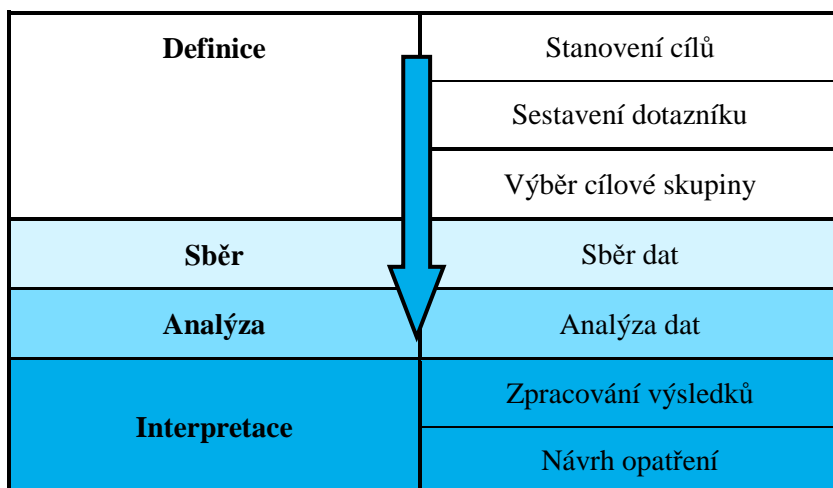 Definice
Stanovení cílů
Sestavení dotazníku
Výběr cílové skupiny
Sběr
Sběr dat
Analýza
Analýza dat
Interpretace
Zpracování výsledků
Návrh opatření